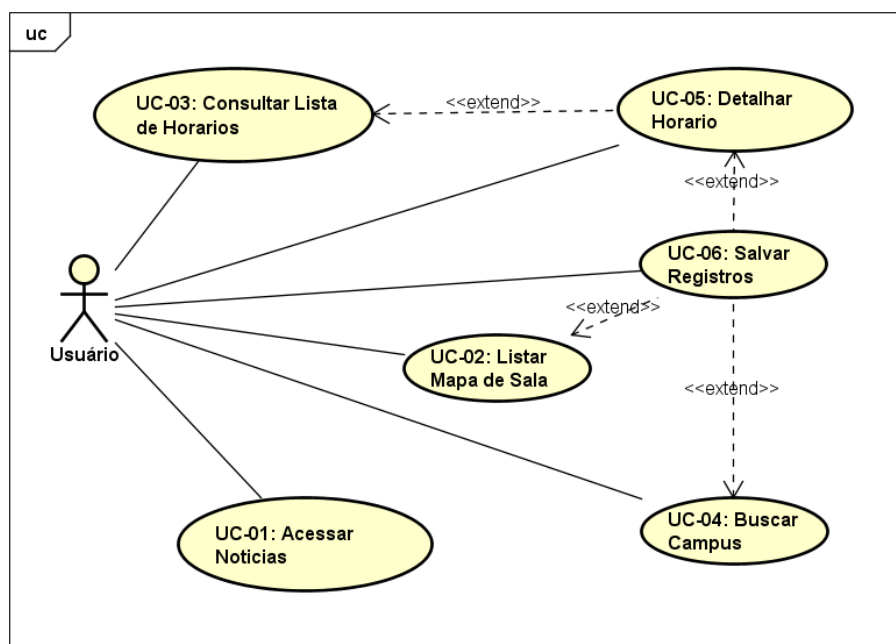 uc
UC-03: Consultar Lista
de Horarios
<<extend>>
UC-05: Detalhar
Horario
<<extend>>
UC-06: Salvar
Registros
<<extend>>
Usuário
UC-02: Listar
Mapa de Sala
<<extend>>
UC-01: Acessar
Noticias
UC-04: Buscar
Campus